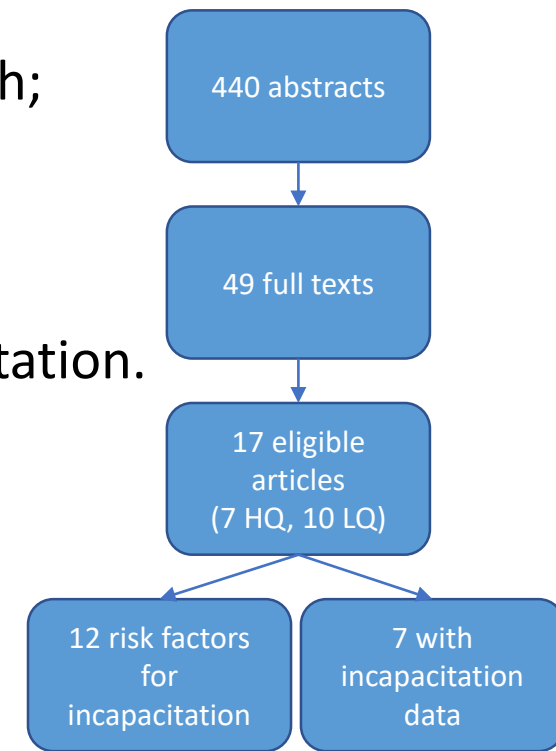 h;
tation.
440 abstracts
49 full texts
17 eligible
articles
(7 HQ, 10 LQ)
12 risk factors
for
incapacitation
7 with
incapacitation
data